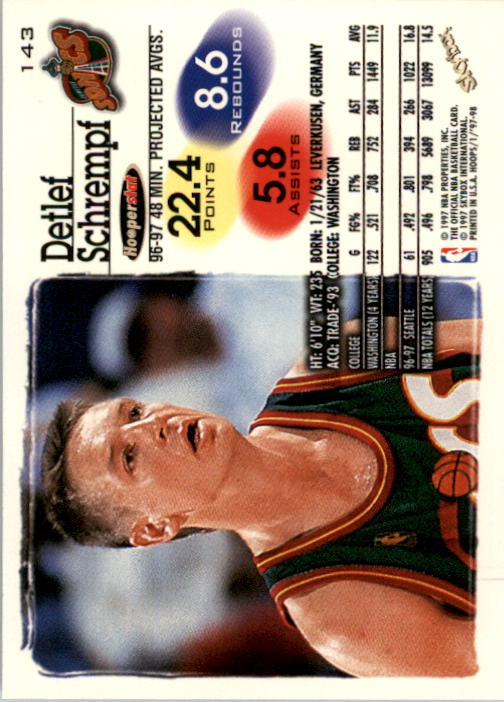 143
SONICS
Detlef
Schrempf
Hooperstat
96-97 48 MIN. PROJECTED AVGS.
22.4
POINTS
8.6
REBOUNDS
5.8
ASSISTS
HT: 6'10" WT: 235 BORN: 1/21/63 LEVERKUSEN, GERMANY
ACQ: TRADE-'93 COLLEGE: WASHINGTON
COLLEGE G FG% FT% REB AST PTS AVG
WASHINGTON (4 YEARS) 122 .521 .708 752 284 1449 11.9
NBA
96-97 SEATTLE 61 .492 .801 394 266 1022 16.8
NBA TOTALS (12 YEARS) 905 .496 .798 5689 3067 13099 14.5
© 1997 NBA PROPERTIES, INC.
THE OFFICIAL NBA BASKETBALL CARD.
© 1997 SKYBOX INTERNATIONAL.
PRINTED IN U.S.A. HOOPS/1/'97-98
SkyBox
NBA